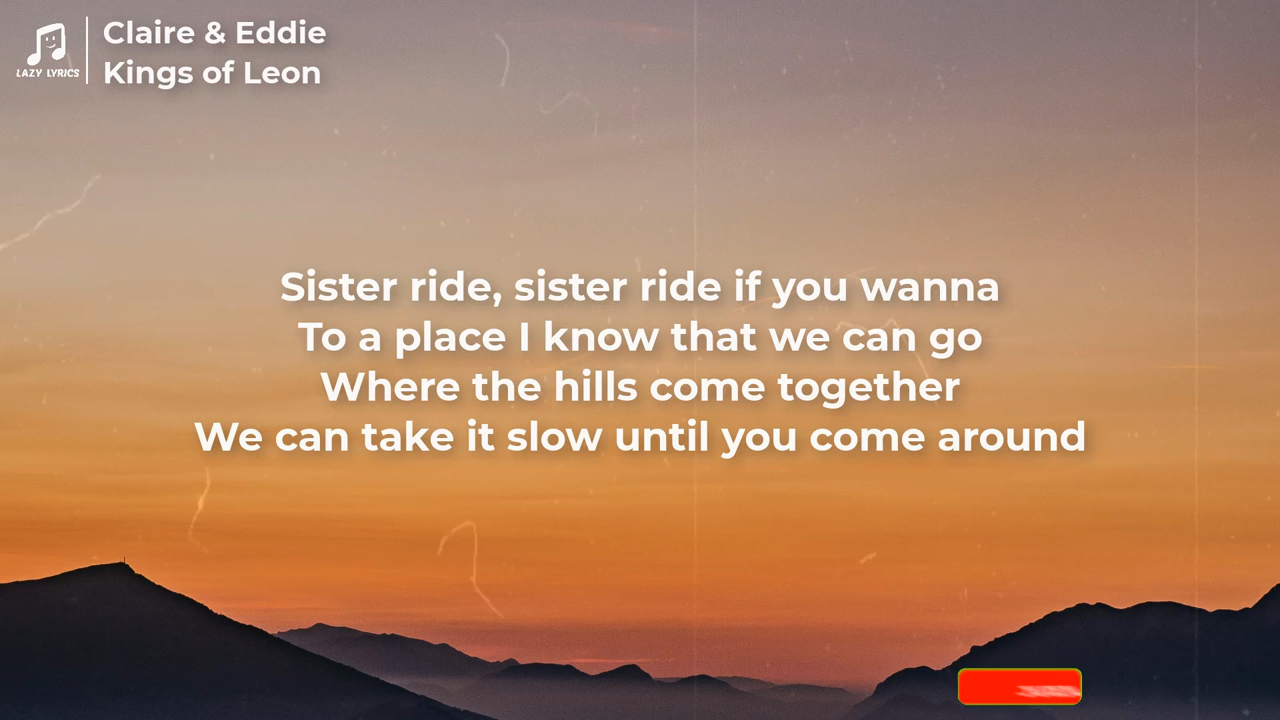 Claire & Eddie
Kings of Leon
LAZY LYRICS
Sister ride, sister ride if you wanna
To a place I know that we can go
Where the hills come together
We can take it slow until you come around